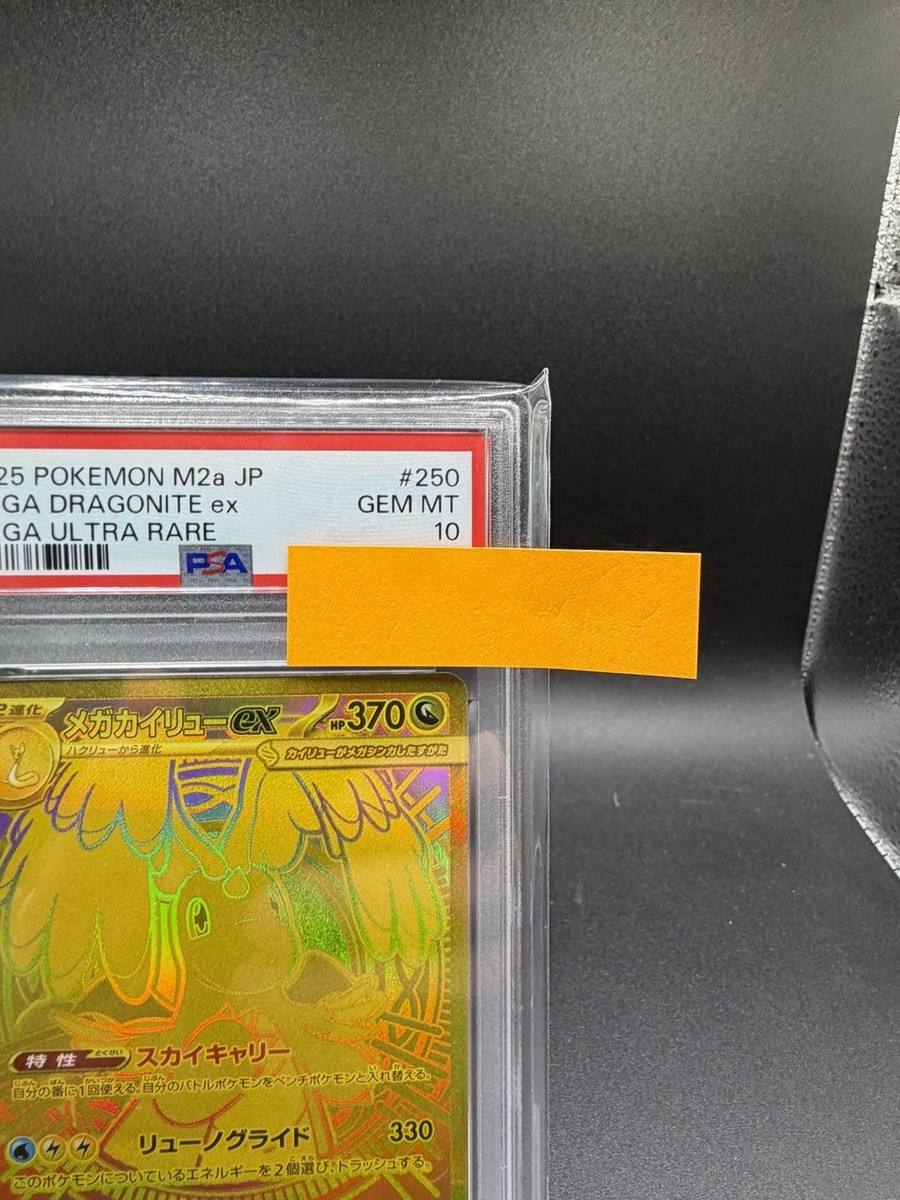 25 POKEMON M2a JP #250
GA DRAGONITE ex GEM MT
GA ULTRA RARE 10
PSA
2進化 メガカイリューex HP370
ハクリューから進化 カイリューがメガシンカしたすがた
特性 とくせい スカイキャリー
自分の番に1回使える。自分のバトルポケモンをベンチポケモンと入れ替える。
リューノグライド 330
このポケモンについているエネルギーを2個選び、トラッシュする。